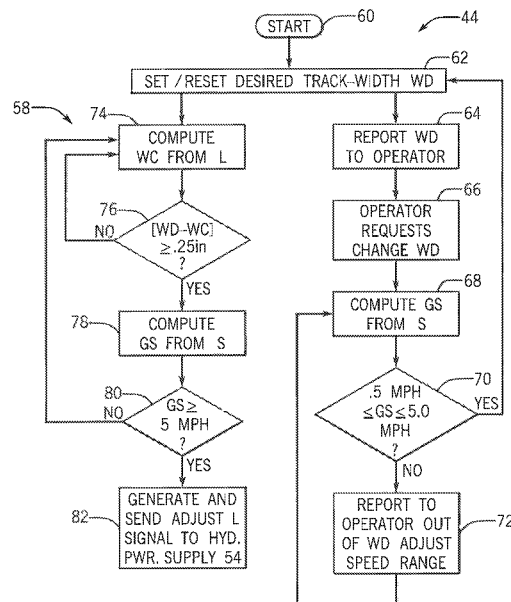 START
60
44
62
SET/RESET DESIRED TRACK-WIDTH WD
58
74
COMPUTE
WC FROM L
64
REPORT WD
TO OPERATOR
76
NO
[WD-WC]
≥.25in
?
YES
66
OPERATOR
REQUESTS
CHANGE WD
78
COMPUTE
GS FROM S
68
COMPUTE GS
FROM S
80
NO
GS≥
5 MPH
?
YES
70
.5 MPH
≤GS≤5.0
MPH
?
YES
NO
82
GENERATE AND
SEND ADJUST L
SIGNAL TO HYD.
PWR. SUPPLY 54
72
REPORT TO
OPERATOR OUT
OF WD ADJUST
SPEED RANGE